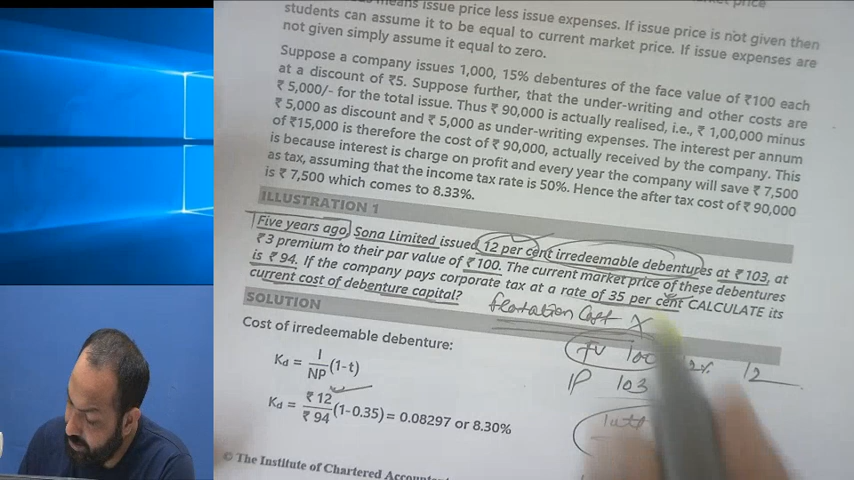 means issue price less issue expenses. If issue price is not given then
students can assume it to be equal to current market price. If issue expenses are
not given simply assume it equal to zero.
Suppose a company issues 1,000, 15% debentures of the face value of ₹100 each
at a discount of ₹5. Suppose further, that the under-writing and other costs are
₹ 5,000/- for the total issue. Thus ₹ 90,000 is actually realised, i.e., ₹ 1,00,000 minus
₹ 5,000 as discount and ₹ 5,000 as under-writing expenses. The interest per annum
of ₹15,000 is therefore the cost of ₹ 90,000, actually received by the company. This
is because interest is charge on profit and every year the company will save ₹ 7,500
as tax, assuming that the income tax rate is 50%. Hence the after tax cost of ₹ 90,000
is ₹ 7,500 which comes to 8.33%.
ILLUSTRATION 1
Five years ago, Sona Limited issued 12 per cent irredeemable debentures at ₹ 103, at
₹3 premium to their par value of ₹ 100. The current market price of these debentures
is ₹ 94. If the company pays corporate tax at a rate of 35 per cent CALCULATE its
current cost of debenture capital?
flotation Cost X
SOLUTION
Cost of irredeemable debenture:
FV 100 12
Kd = I/NP (1-t)
IP 103
Kd = ₹ 12/₹ 94 (1-0.35) = 0.08297 or 8.30%
© The Institute of Chartered